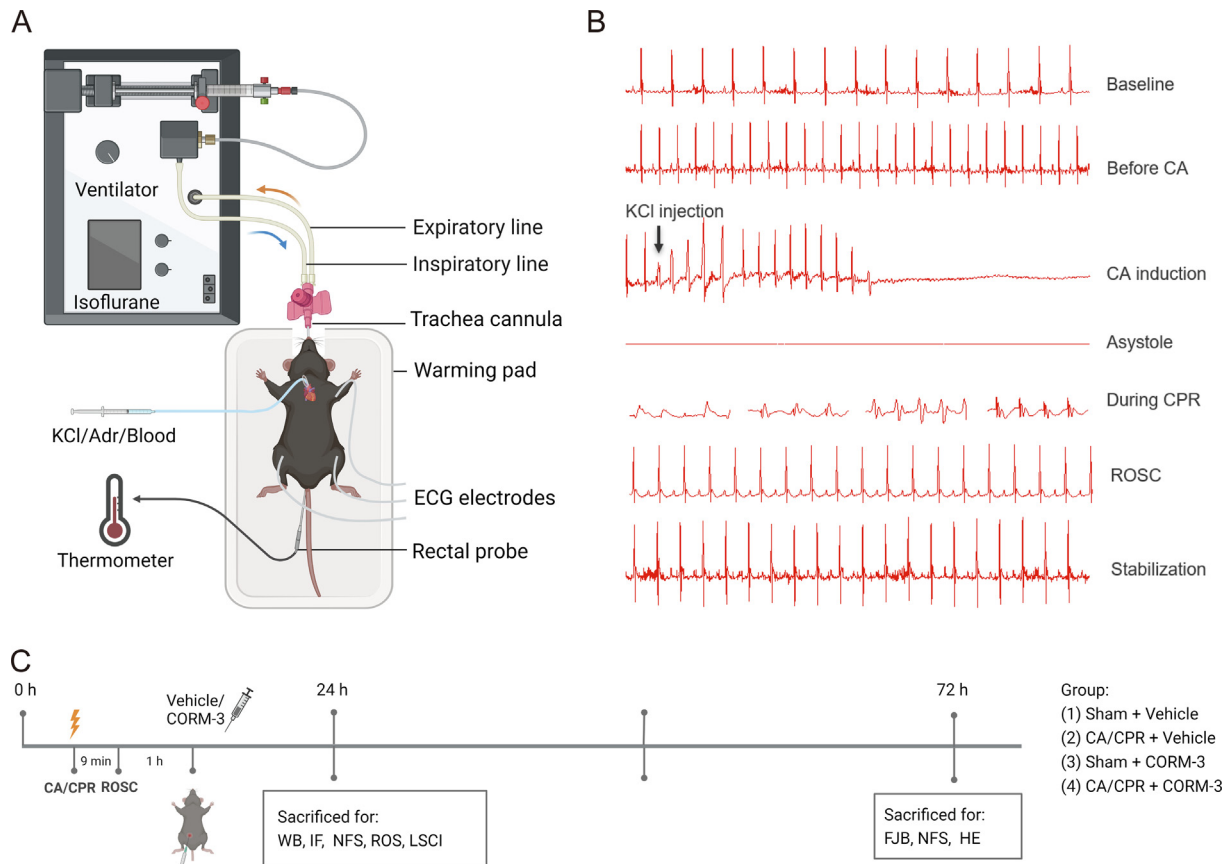 A
Ventilator
Isoflurane
Expiratory line
Inspiratory line
Trachea cannula
Warming pad
KCl/Adr/Blood
ECG electrodes
Thermometer
Rectal probe
B
Baseline
Before CA
KCl injection
CA induction
Asystole
During CPR
ROSC
Stabilization
C
0 h
Vehicle/
CORM-3
24 h
72 h
9 min
1 h
CA/CPR
ROSC
Sacrificed for:
WB, IF, NFS, ROS, LSCI
Sacrificed for:
FJB, NFS, HE
Group:
(1) Sham + Vehicle
(2) CA/CPR + Vehicle
(3) Sham + CORM-3
(4) CA/CPR + CORM-3